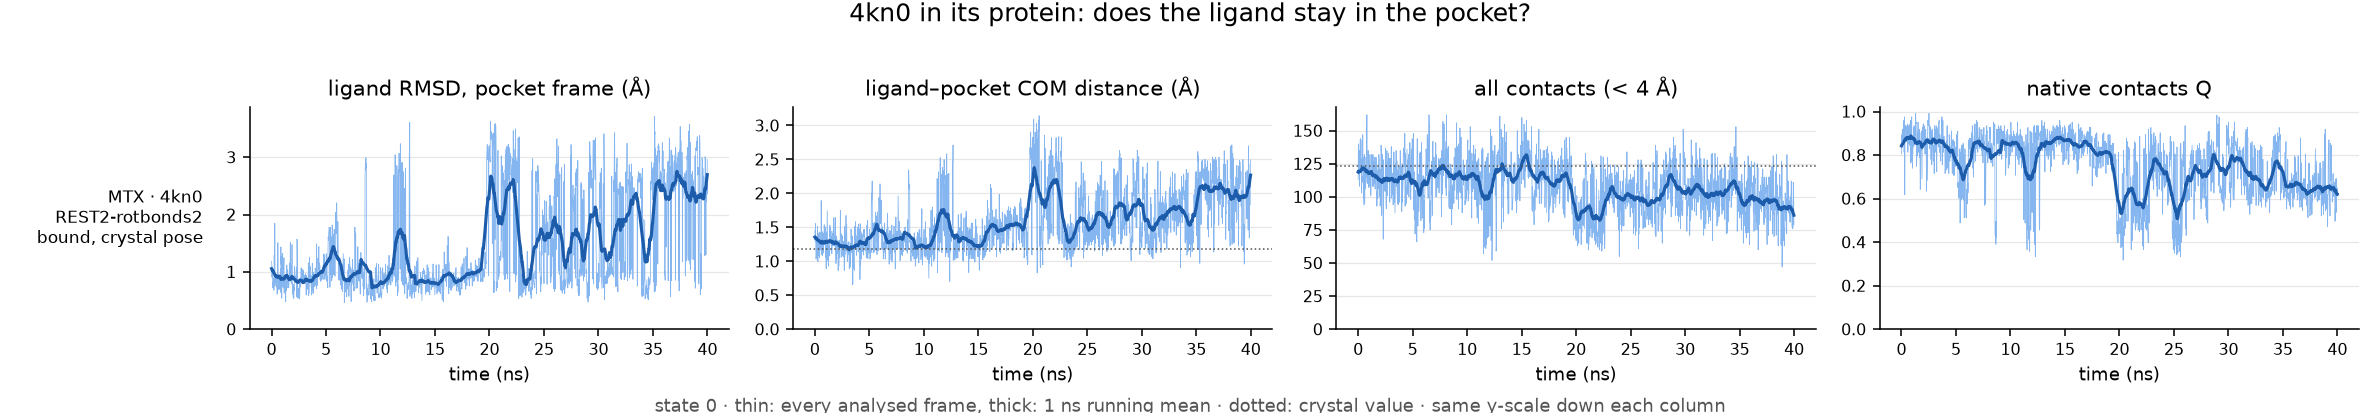 4kn0 in its protein: does the ligand stay in the pocket?
MTX · 4kn0
REST2-rotbonds2
bound, crystal pose
ligand RMSD, pocket frame (Å)
3
2
1
0
0 5 10 15 20 25 30 35 40
time (ns)
ligand–pocket COM distance (Å)
3.0
2.5
2.0
1.5
1.0
0.5
0.0
0 5 10 15 20 25 30 35 40
time (ns)
all contacts (< 4 Å)
150
125
100
75
50
25
0
0 5 10 15 20 25 30 35 40
time (ns)
native contacts Q
1.0
0.8
0.6
0.4
0.2
0.0
0 5 10 15 20 25 30 35 40
time (ns)
state 0 · thin: every analysed frame, thick: 1 ns running mean · dotted: crystal value · same y-scale down each column